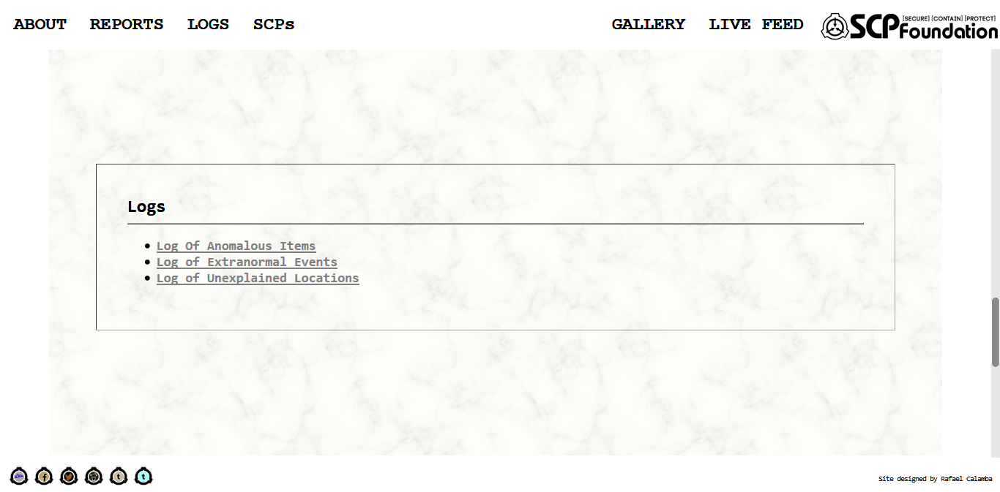 ABOUT REPORTS LOGS SCPs GALLERY LIVE FEED
[SECURE] [CONTAIN] [PROTECT]
SCP Foundation
Logs
Log Of Anomalous Items
Log of Extranormal Events
Log of Unexplained Locations
f t t
Site designed by Rafael Calamba